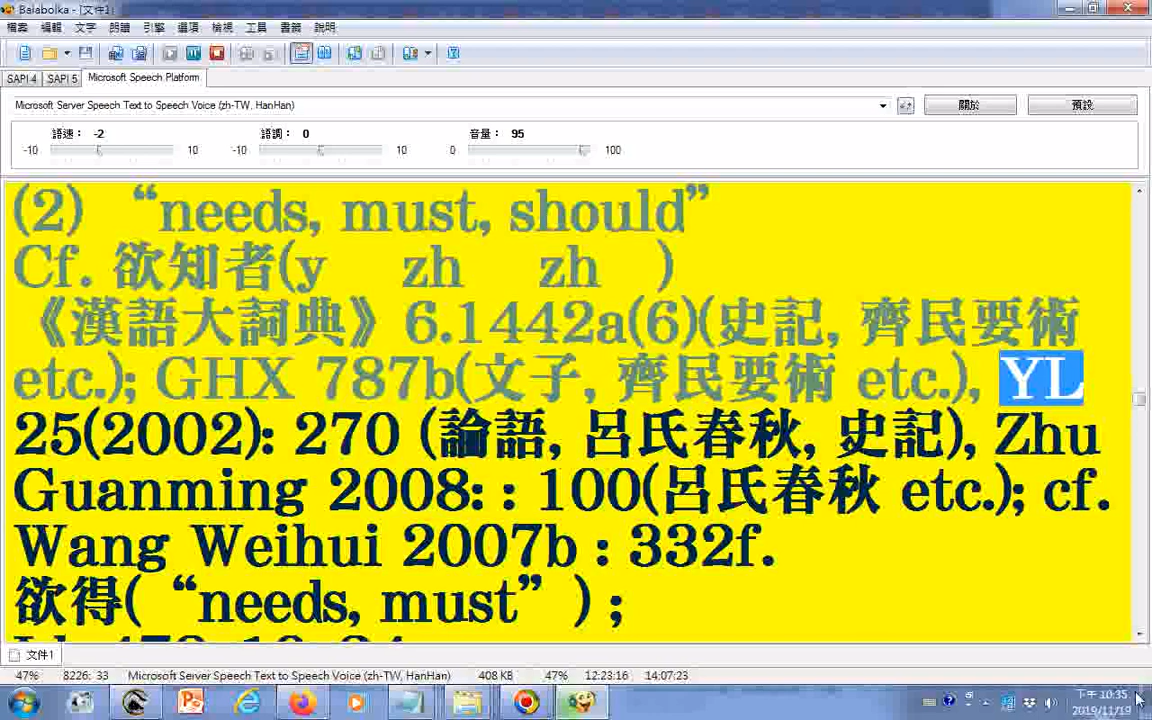 Balabolka - [文件1]
檔案 編輯 文字 朗讀 引擎 選項 檢視 工具 書籤 說明
SAPI 4 SAPI 5 Microsoft Speech Platform
Microsoft Server Speech Text to Speech Voice (zh-TW, HanHan) 關於 預設
語速： -2 語調： 0 音量： 95
-10 10 -10 10 0 100
(2) “needs, must, should”
Cf. 欲知者(y zh zh )
《漢語大詞典》 6.1442a(6)(史記, 齊民要術
etc.); GHX 787b(文子, 齊民要術 etc.), YL
25(2002): 270 (論語, 呂氏春秋, 史記), Zhu
Guanming 2008: : 100(呂氏春秋 etc.); cf.
Wang Weihui 2007b : 332f.
欲得( “needs, must” ) ;
文件1
47% 8226: 33 Microsoft Server Speech Text to Speech Voice (zh-TW, HanHan) 408 KB 47% 12:23:16 14:07:23
下午 10:35
2019/11/19